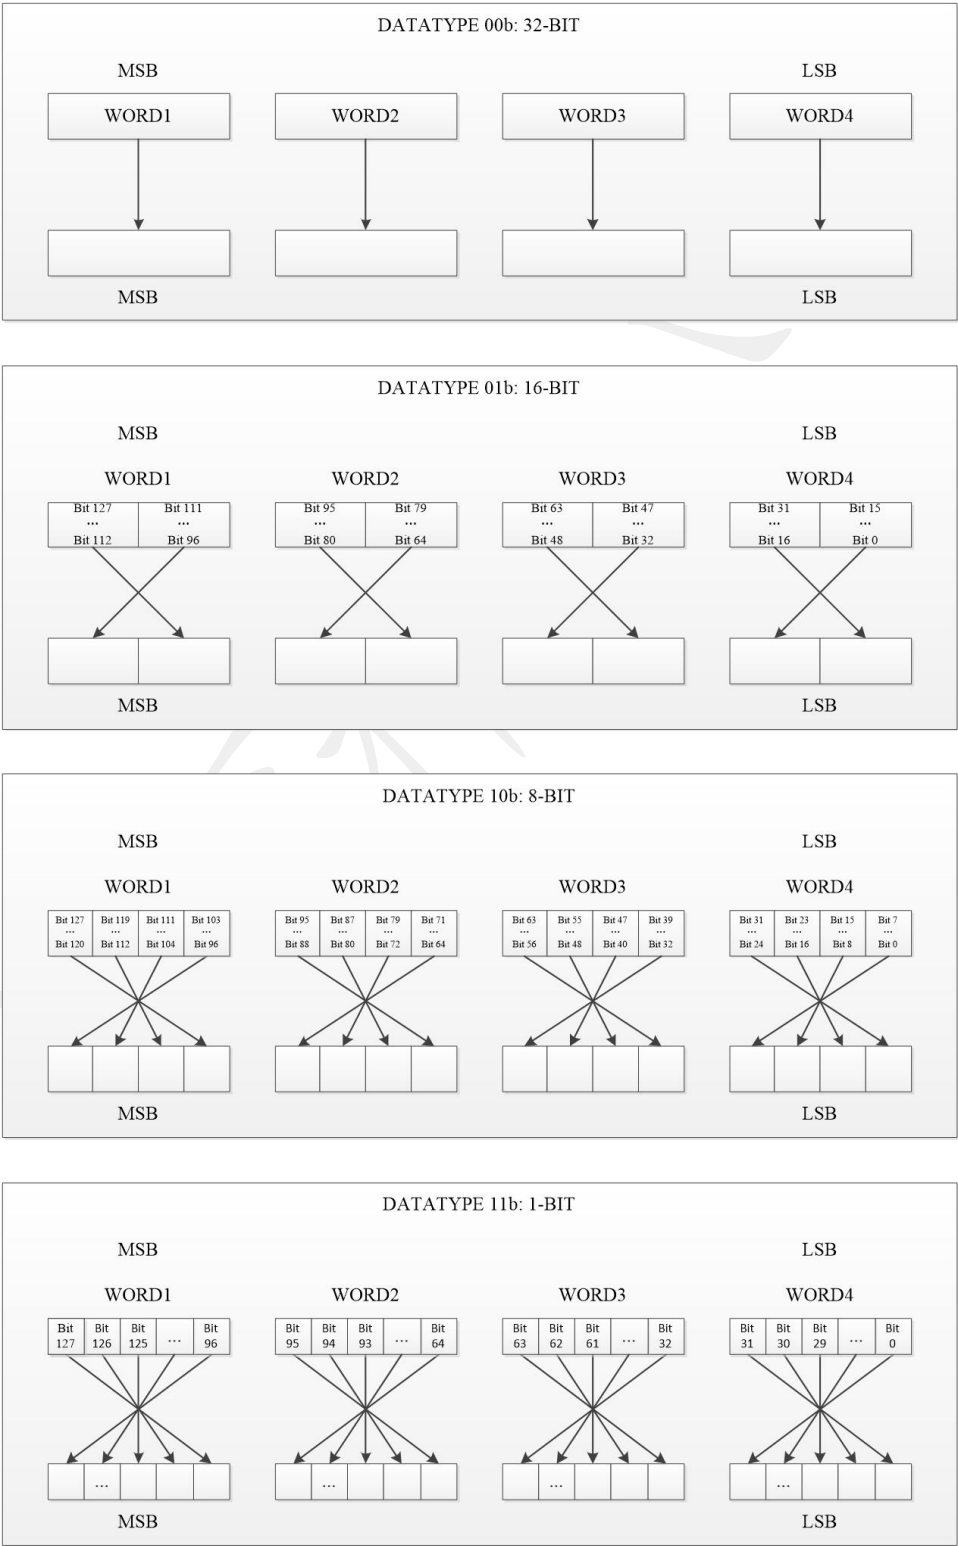 DATATYPE 00b: 32-BIT
MSB LSB
WORD1 WORD2 WORD3 WORD4
MSB LSB
DATATYPE 01b: 16-BIT
MSB LSB
WORD1 WORD2 WORD3 WORD4
Bit 127 Bit 111 Bit 95 Bit 79 Bit 63 Bit 47 Bit 31 Bit 15
... ... ... ... ... ... ... ...
Bit 112 Bit 96 Bit 80 Bit 64 Bit 48 Bit 32 Bit 16 Bit 0
MSB LSB
DATATYPE 10b: 8-BIT
MSB LSB
WORD1 WORD2 WORD3 WORD4
Bit 127 Bit 119 Bit 111 Bit 103 Bit 95 Bit 87 Bit 79 Bit 71 Bit 63 Bit 55 Bit 47 Bit 39 Bit 31 Bit 23 Bit 15 Bit 7
... ... ... ... ... ... ... ... ... ... ... ... ... ... ... ...
Bit 120 Bit 112 Bit 104 Bit 96 Bit 88 Bit 80 Bit 72 Bit 64 Bit 56 Bit 48 Bit 40 Bit 32 Bit 24 Bit 16 Bit 8 Bit 0
MSB LSB
DATATYPE 11b: 1-BIT
MSB LSB
WORD1 WORD2 WORD3 WORD4
Bit Bit Bit Bit Bit Bit Bit Bit Bit Bit Bit Bit Bit Bit Bit Bit
127 126 125 ... 96 95 94 93 ... 64 63 62 61 ... 32 31 30 29 ... 0
... ... ... ...
MSB LSB